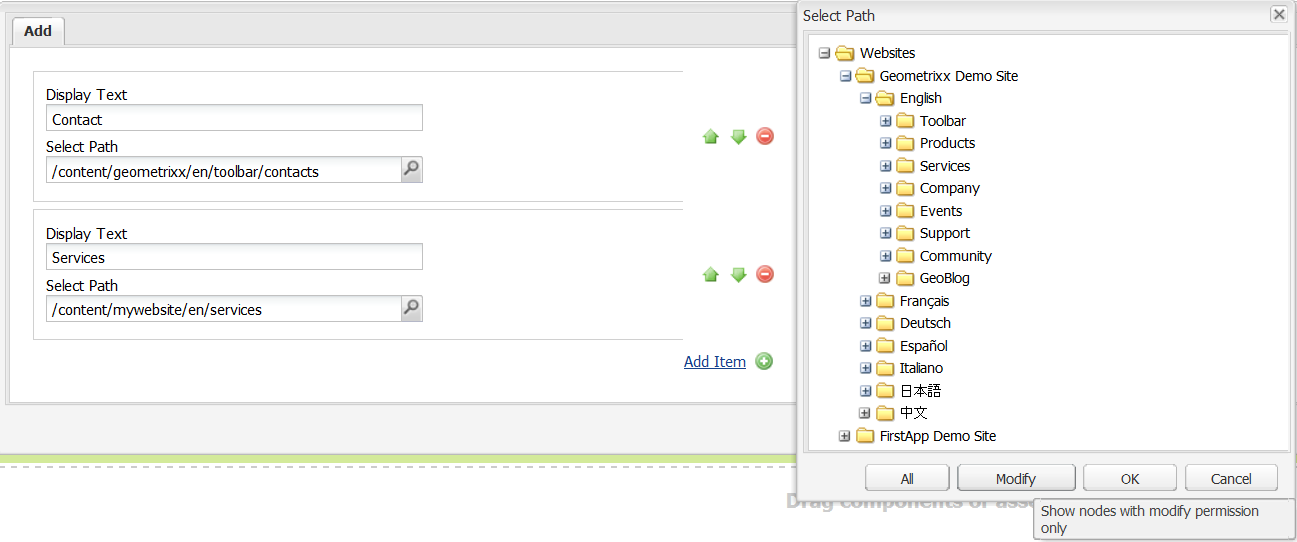 Add
Display Text
Contact
Select Path
/content/geometrixx/en/toolbar/contacts
Display Text
Services
Select Path
/content/mywebsite/en/services
Add Item
Select Path
Websites
Geometrixx Demo Site
English
Toolbar
Products
Services
Company
Events
Support
Community
GeoBlog
Français
Deutsch
Español
Italiano
日本語
中文
FirstApp Demo Site
All
Modify
OK
Cancel
Drag components or
Show nodes with modify permission
only